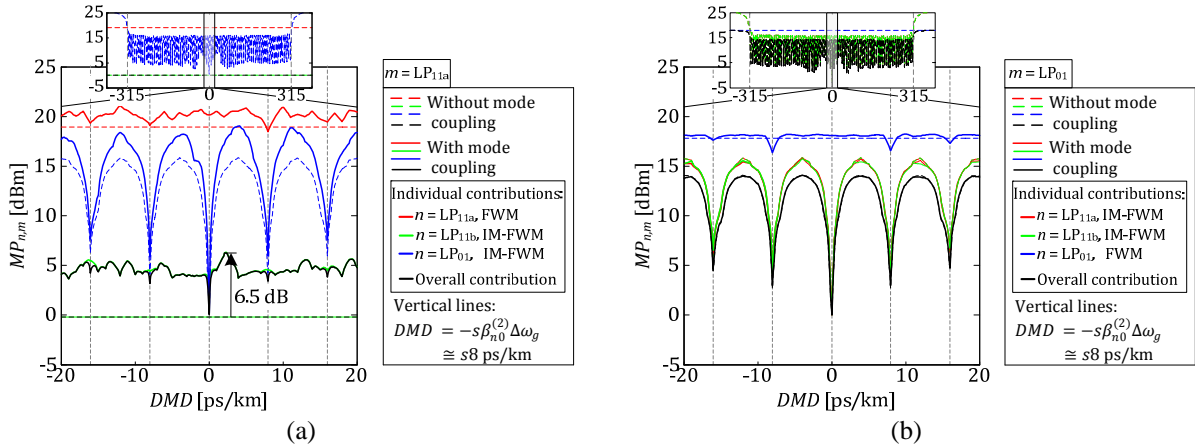 25
15
5
-5
-315
0
315
25
20
15
10
5
0
-5
-20
-10
0
10
20
MP_{n,m} [dBm]
DMD [ps/km]
6.5 dB
m = LP_{11a}
Without mode
coupling
With mode
coupling
Individual contributions:
n = LP_{11a}, FWM
n = LP_{11b}, IM-FWM
n = LP_{01}, IM-FWM
Overall contribution
Vertical lines:
DMD = -sβ_{n0}^{(2)}Δω_g
≅ s8 ps/km
(a)
25
15
5
-5
-315
0
315
25
20
15
10
5
0
-5
-20
-10
0
10
20
MP_{n,m} [dBm]
DMD [ps/km]
m = LP_{01}
Without mode
coupling
With mode
coupling
Individual contributions:
n = LP_{11a}, IM-FWM
n = LP_{11b}, IM-FWM
n = LP_{01}, FWM
Overall contribution
Vertical lines:
DMD = -sβ_{n0}^{(2)}Δω_g
≅ s8 ps/km
(b)